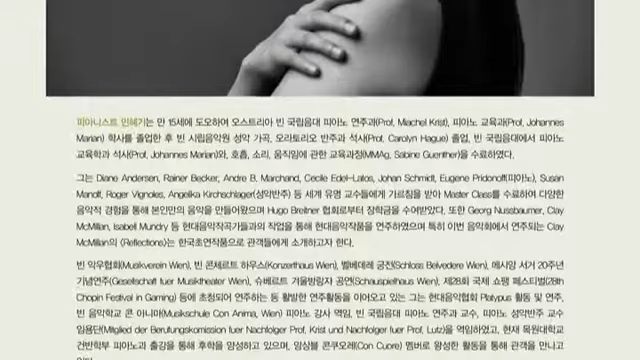 피아니스트 민혜기는 만 15세에 도오하여 오스트리아 빈 국립음대 피아노 연주과(Prof. Miachel Krist), 피아노 교육과(Prof. Johannes
Marian) 학사를 졸업한 후 빈 시립음악원 성악 가곡, 오라토리오 반주과 석사(Prof. Carolyn Hague) 졸업, 빈 국립음대에서 피아노
교육학과 석사(Prof. Johannes Marian)와, 호흡, 소리, 움직임에 관한 교육과정(MMAg. Sabine Guenther)을 수료하였다.
그는 Diane Andersen, Rainer Becker, Andre B. Marchand, Cecile Edel-Latos, Johan Schmidt, Eugene Pridonoff(피아노), Susan
Manoff, Roger Vignoles, Angelika Kirchschlager(성악반주) 등 세계 유명 교수들에게 가르침을 받아 Master Class를 수료하여 다양한
음악적 경험을 통해 본인만의 음악을 만들어왔으며 Hugo Breitner 협회로부터 장학금을 수여받았다. 또한 Georg Nussbaumer, Clay
McMillan, Isabell Mundry 등 현대음악작곡가들과의 작업을 통해 현대음악작품을 연주하였으며 특히 이번 음악회에서 연주되는 Clay
McMillan의 《Reflections》는 한국초연작품으로 관객들에게 소개하고자 한다.
빈 악우협회(Musikverein Wien), 빈 콘체르트 하우스(Konzerthaus Wien), 벨베데레 궁전(Schloss Belvedere Wien), 메시앙 서거 20주년
기념연주(Gesellschaft fuer Musiktheater Wien), 슈베르트 겨울방랑자 공연(Schauspielhaus Wien), 제28회 국제 쇼팽 페스티벌(28th
Chopin Festival in Gaming) 등에 초청되어 연주하는 등 활발한 연주활동을 이어오고 있는 그는 현대음악협회 Platypus 활동 및 연주,
빈 음악학교 콘 아니마(Musikschule Con Anima, Wien) 피아노 강사 역임, 빈 국립음대 피아노 연주과 교수, 피아노 성악반주 교수
임용단(Mitglied der Berufungskomission fuer Nachfolger Prof. Krist und Nachfolger fuer Prof. Lutz)을 역임하였고, 현재 목원대학교
건반학부 피아노과 출강을 통해 후학을 양성하고 있으며, 앙상블 콘쿠오레(Con Cuore) 멤버로 왕성한 활동을 통해 관객을 만나고